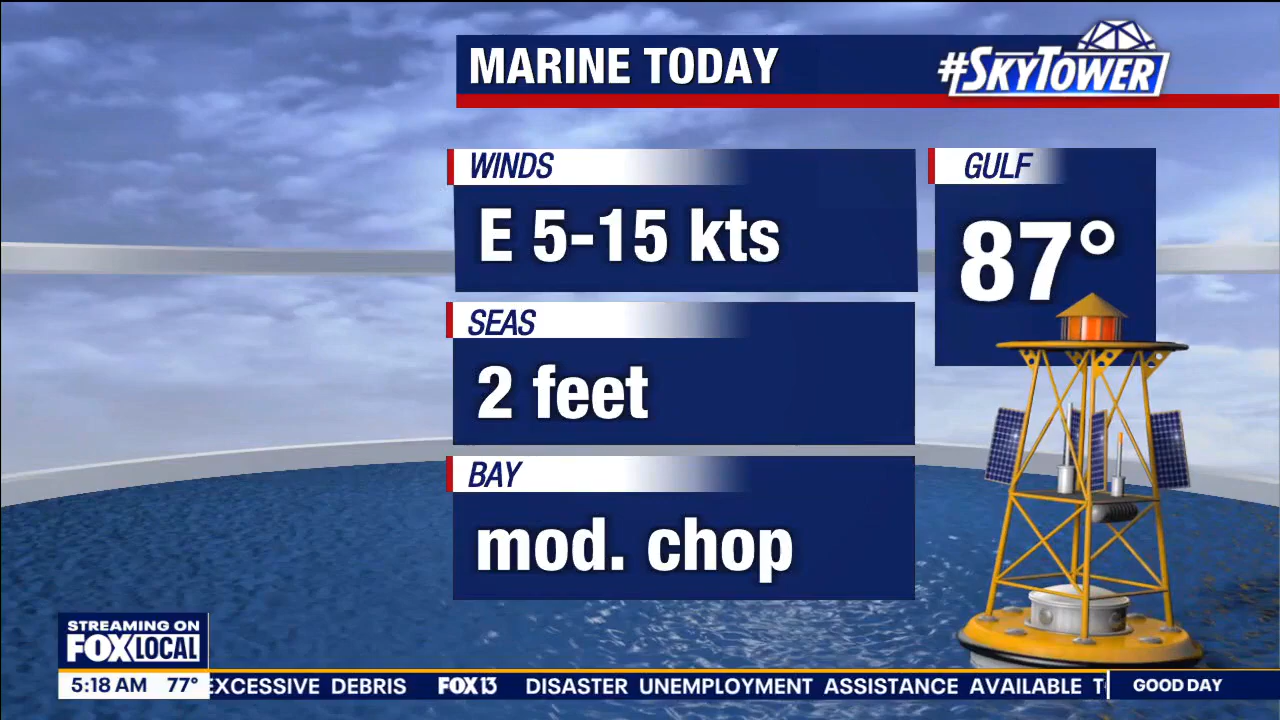 MARINE TODAY
#SKYTOWER
WINDS
E 5-15 kts
GULF
87°
SEAS
2 feet
BAY
mod. chop
STREAMING ON
FOX LOCAL
5:18 AM 77° EXCESSIVE DEBRIS FOX 13 DISASTER UNEMPLOYMENT ASSISTANCE AVAILABLE T GOOD DAY